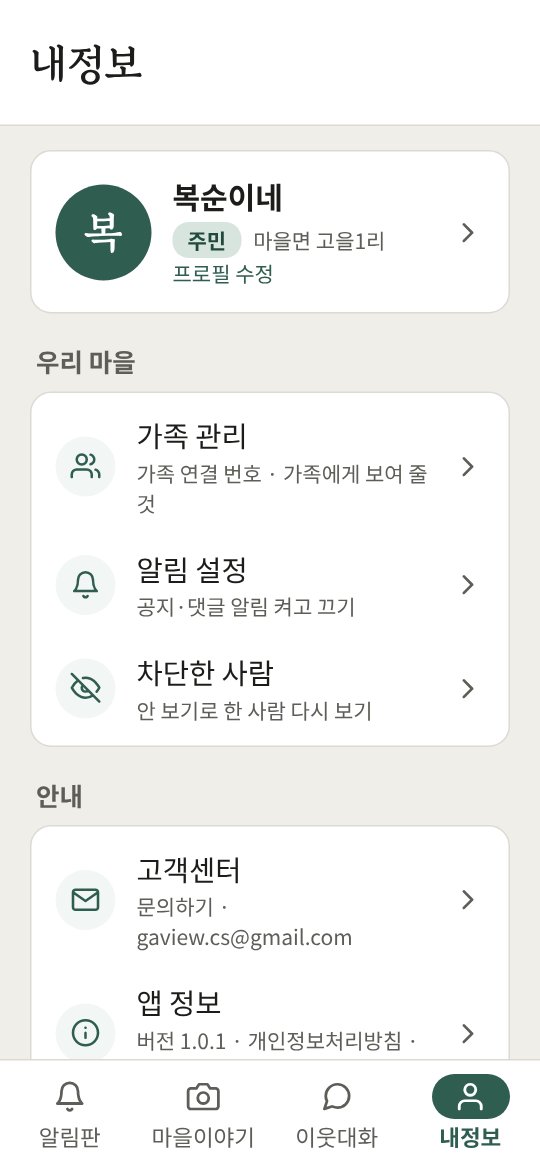 내정보
복
복순이네
주민 마을면 고을1리
프로필 수정
우리 마을
가족 관리
가족 연결 번호 · 가족에게 보여 줄
것
알림 설정
공지·댓글 알림 켜고 끄기
차단한 사람
안 보기로 한 사람 다시 보기
안내
고객센터
문의하기 ·
gaview.cs@gmail.com
앱 정보
버전 1.0.1 · 개인정보처리방침 ·
알림판 마을이야기 이웃대화 내정보